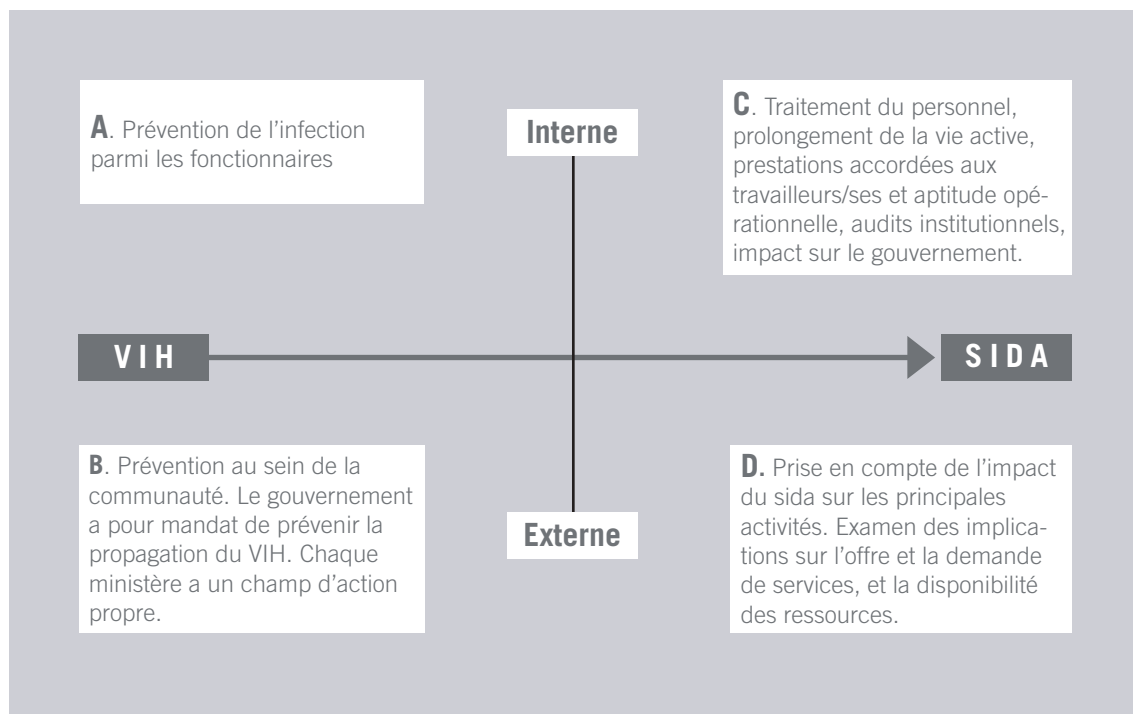 A. Prévention de l'infection
parmi les fonctionnaires
Interne
C. Traitement du personnel,
prolongement de la vie active,
prestations accordées aux
travailleurs/ses et aptitude opé-
rationnelle, audits institutionnels,
impact sur le gouvernement.
VIH
SIDA
B. Prévention au sein de la
communauté. Le gouvernement
a pour mandat de prévenir la
propagation du VIH. Chaque
ministère a un champ d'action
propre.
Externe
D. Prise en compte de l'impact
du sida sur les principales
activités. Examen des implica-
tions sur l'offre et la demande
de services, et la disponibilité
des ressources.